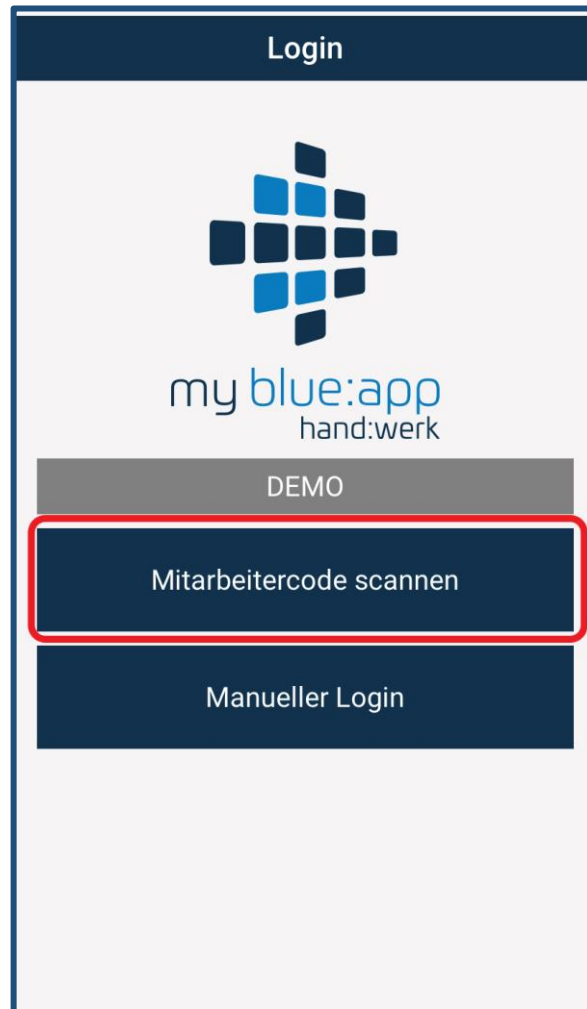 Login
my blue:app
hand:werk
DEMO
Mitarbeitercode scannen
Manueller Login